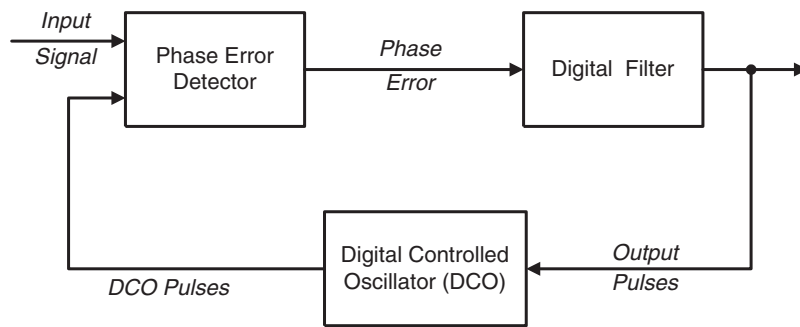 Input
Signal
Phase Error
Detector
Phase
Error
Digital Filter
Digital Controlled
Oscillator (DCO)
Output
Pulses
DCO Pulses